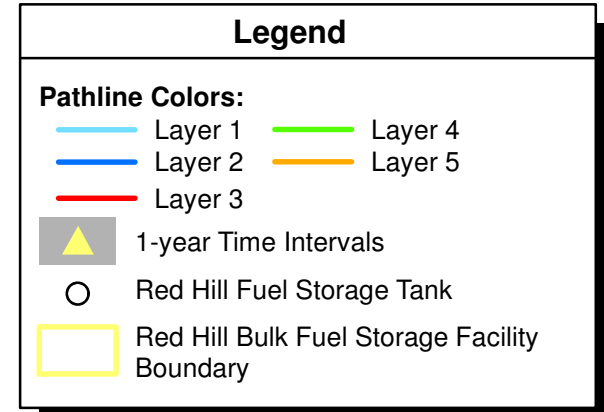 Legend
Pathline Colors:
Layer 1 Layer 4
Layer 2 Layer 5
Layer 3
1-year Time Intervals
Red Hill Fuel Storage Tank
Red Hill Bulk Fuel Storage Facility
Boundary